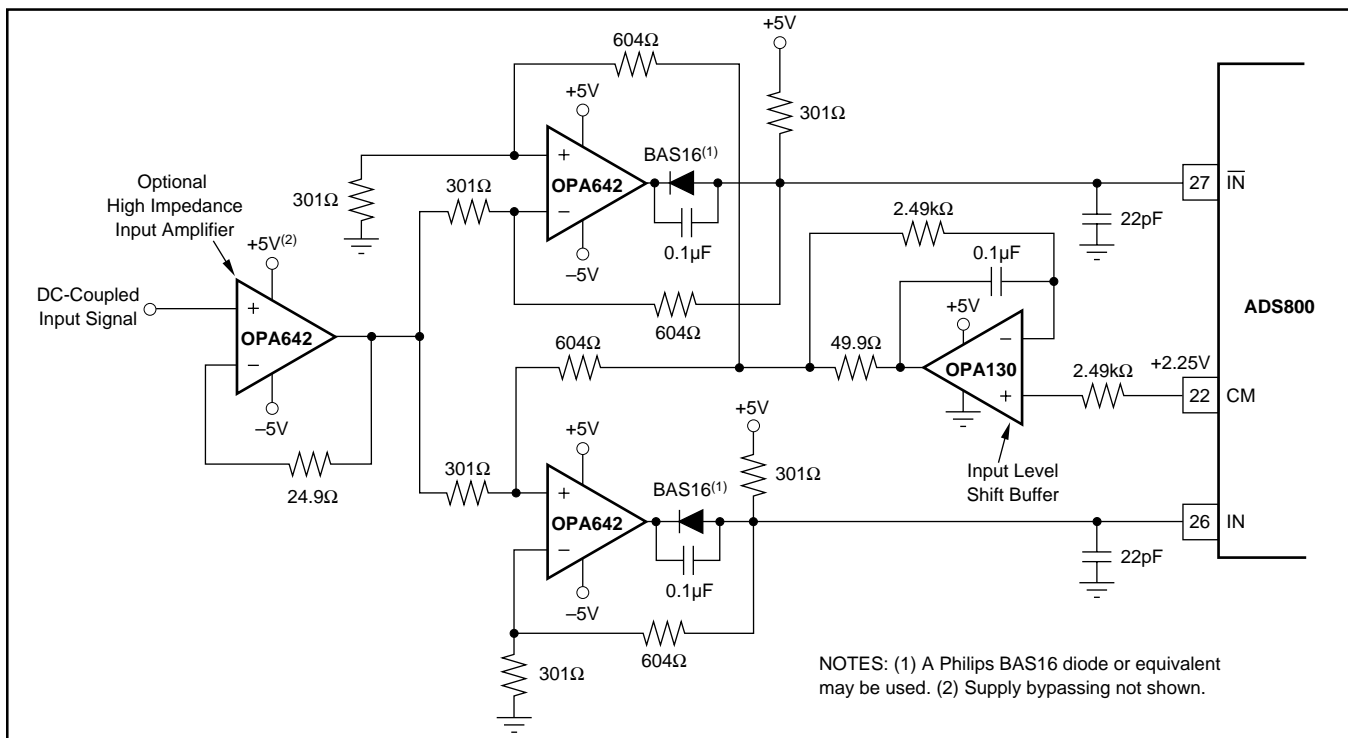 +5V
604Ω
+5V
301Ω
BAS16(1)
+
OPA642
−
Optional
High Impedance
Input Amplifier
301Ω
301Ω
27
IN
2.49kΩ
22pF
0.1µF
−5V
0.1µF
+5V(2)
DC-Coupled
Input Signal
+
OPA642
−
604Ω
+5V
ADS800
604Ω
49.9Ω
−
OPA130
+
2.49kΩ
+2.25V
22
CM
−5V
+5V
+5V
301Ω
24.9Ω
301Ω
BAS16(1)
Input Level
Shift Buffer
+
OPA642
−
26
IN
22pF
0.1µF
−5V
604Ω
301Ω
NOTES: (1) A Philips BAS16 diode or equivalent
may be used. (2) Supply bypassing not shown.